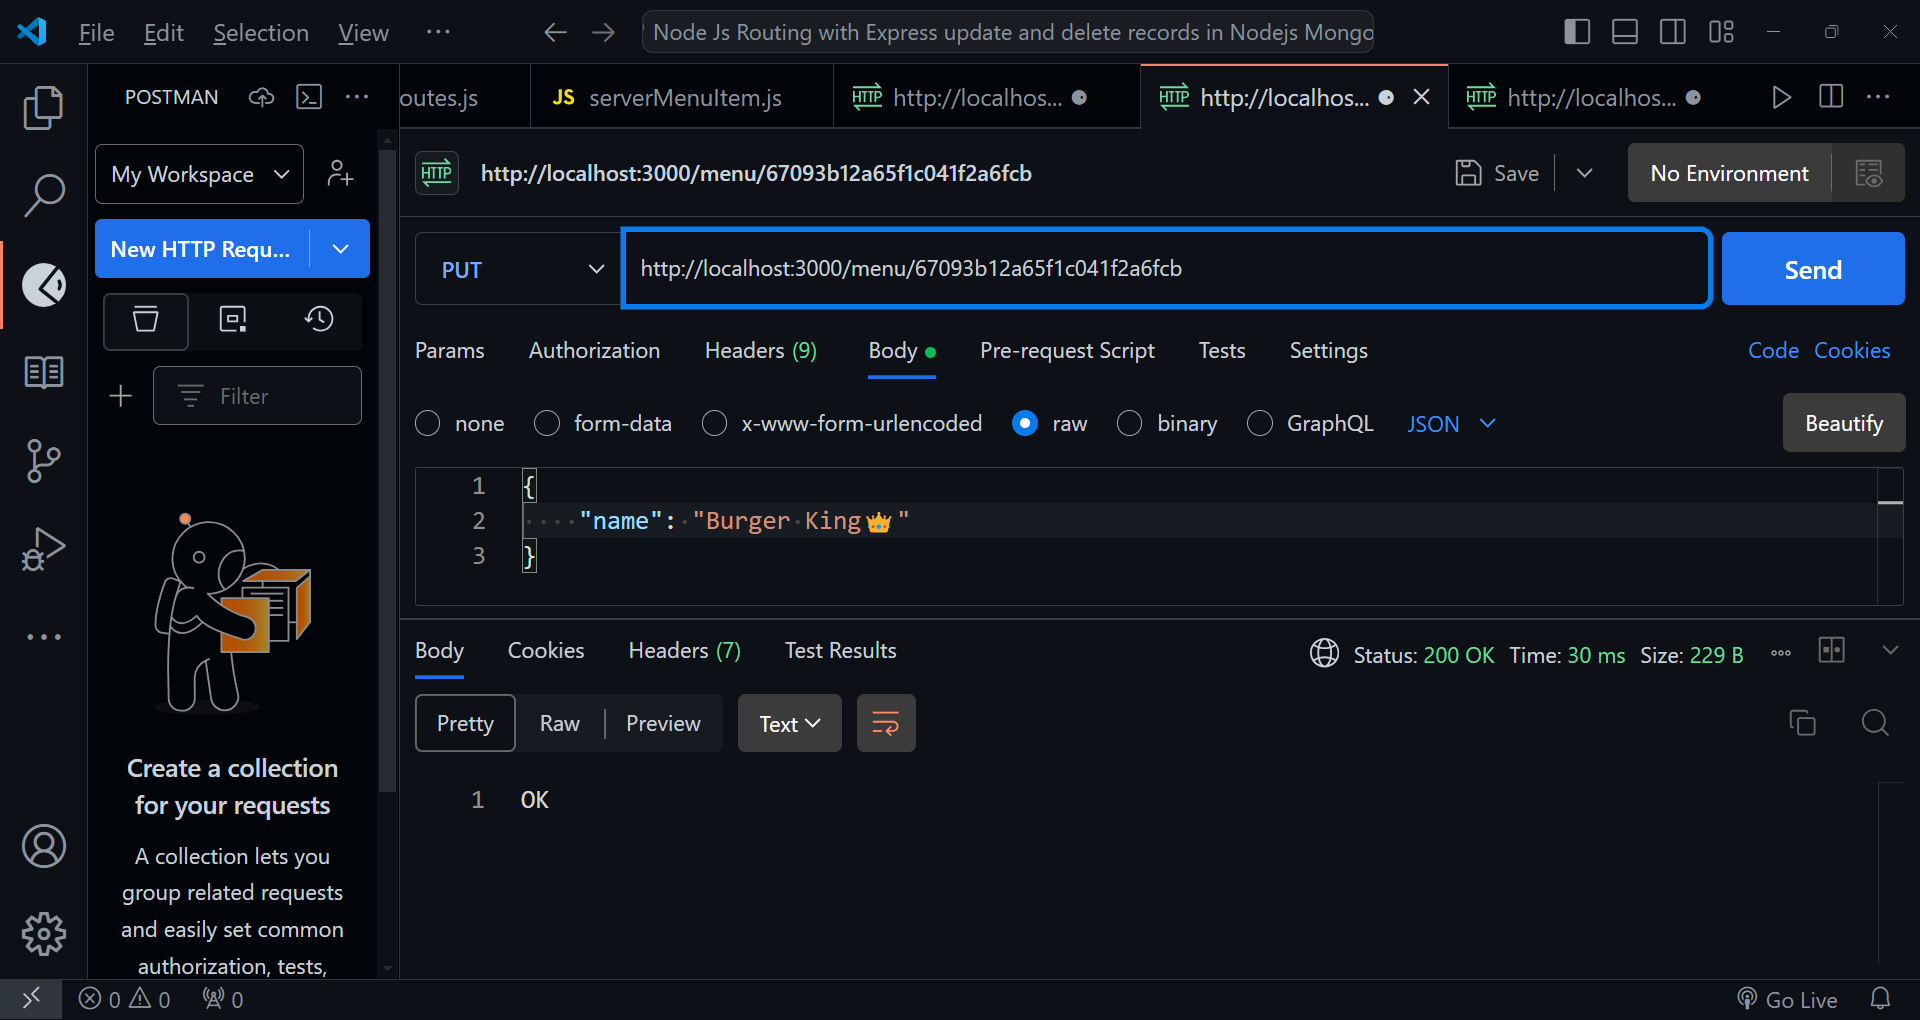 File Edit Selection View ··· Node Js Routing with Express update and delete records in Nodejs Mongo
POSTMAN
outes.js
JS serverMenuItem.js
HTTP http://localhos...
HTTP http://localhos...
HTTP http://localhos...
My Workspace
HTTP http://localhost:3000/menu/67093b12a65f1c041f2a6fcb
Save
No Environment
New HTTP Requ...
PUT
http://localhost:3000/menu/67093b12a65f1c041f2a6fcb
Send
Params Authorization Headers (9) Body Pre-request Script Tests Settings Code Cookies
Filter
none form-data x-www-form-urlencoded raw binary GraphQL JSON Beautify
1 {
2 ····"name":·"Burger·King👑"
3 }
Body Cookies Headers (7) Test Results
Status: 200 OK Time: 30 ms Size: 229 B
Pretty Raw Preview Text
1 OK
Create a collection
for your requests
A collection lets you
group related requests
and easily set common
authorization, tests,
0 0 0
Go Live